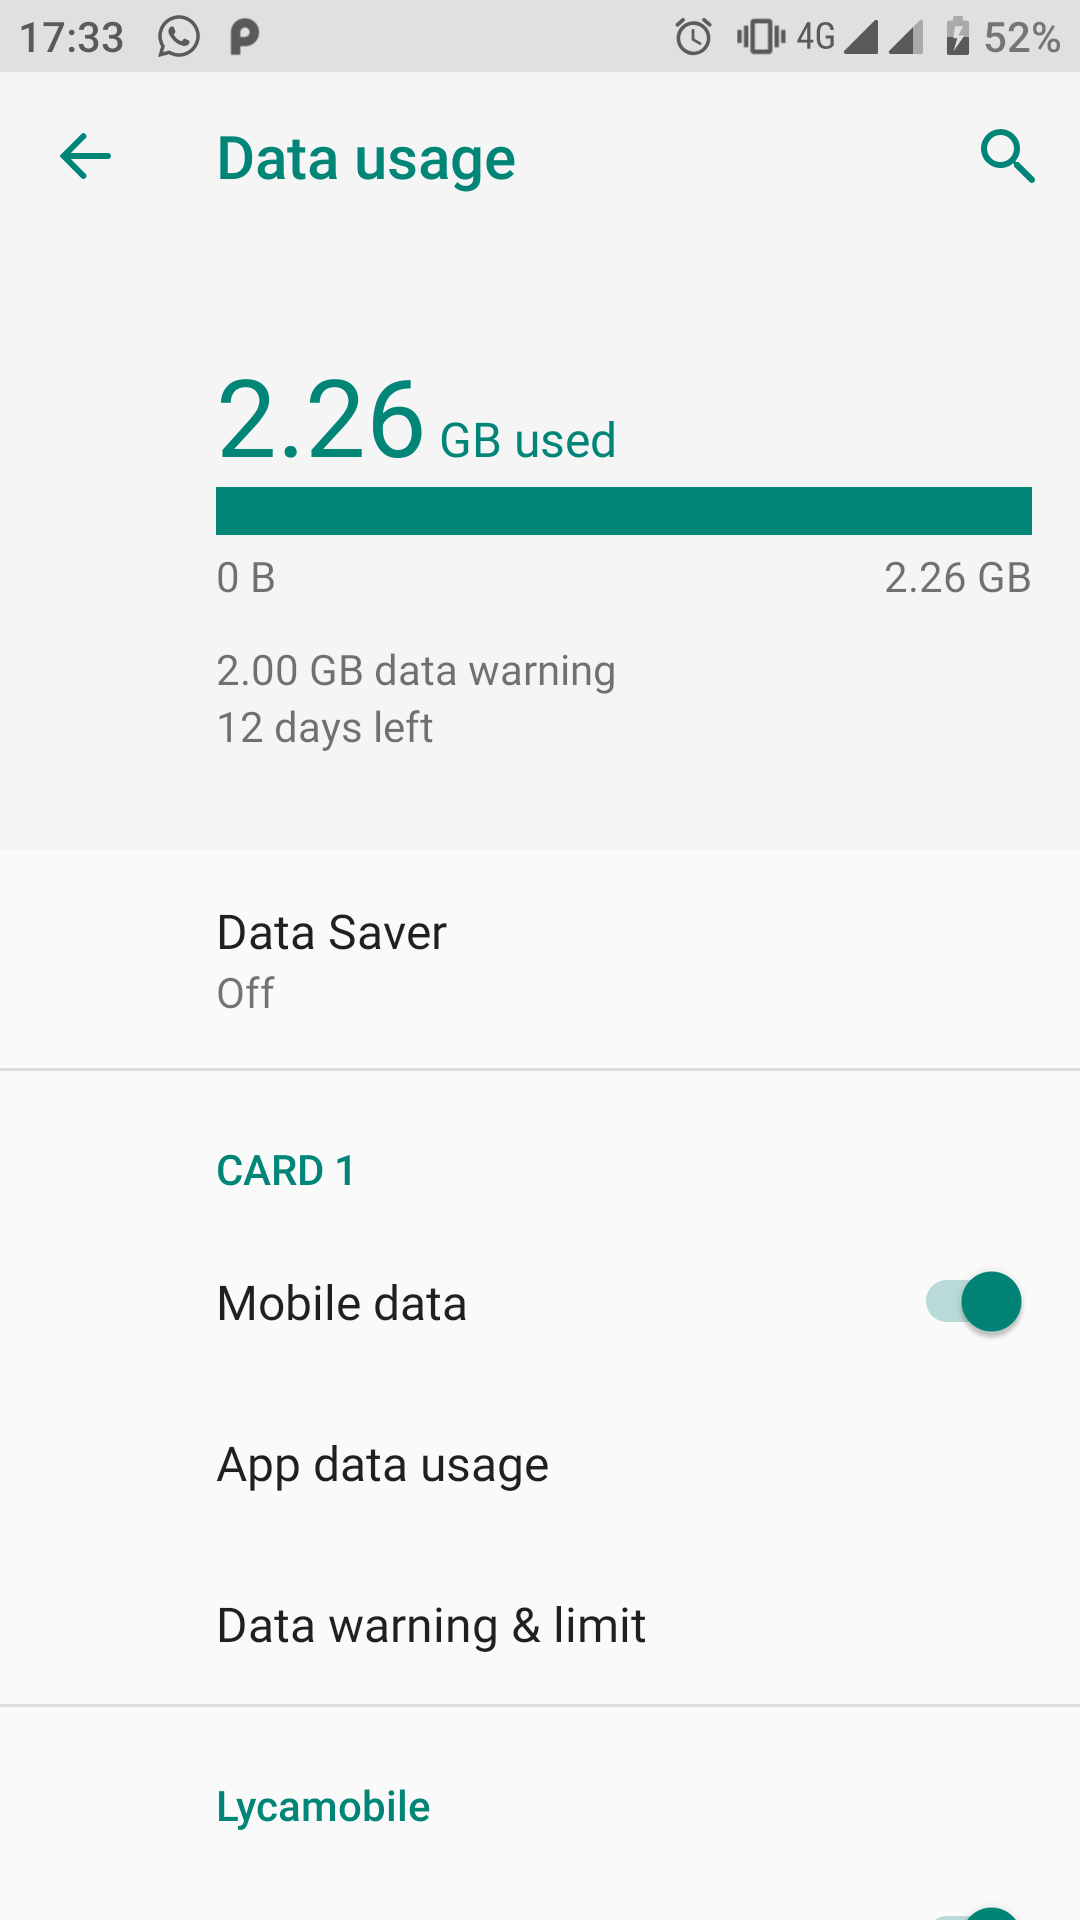 17:33 4G 52%
Data usage
2.26 GB used
0 B 2.26 GB
2.00 GB data warning
12 days left
Data Saver
Off
CARD 1
Mobile data
App data usage
Data warning & limit
Lycamobile